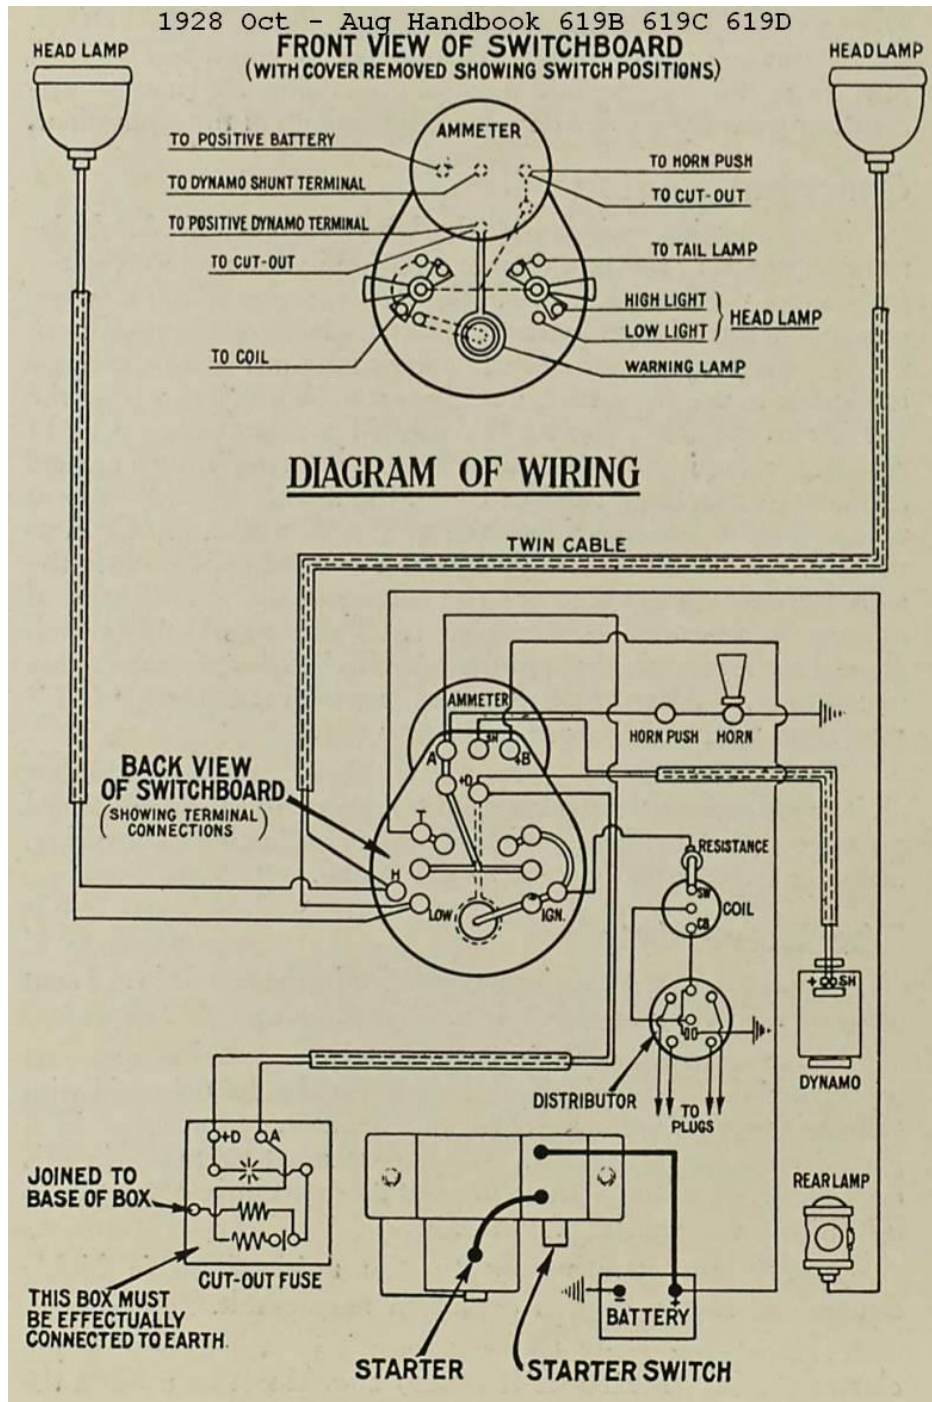 1928 Oct - Aug Handbook 619B 619C 619D
HEAD LAMP
FRONT VIEW OF SWITCHBOARD
HEAD LAMP
(WITH COVER REMOVED SHOWING SWITCH POSITIONS)
AMMETER
TO POSITIVE BATTERY
TO HORN PUSH
TO DYNAMO SHUNT TERMINAL
TO CUT-OUT
TO POSITIVE DYNAMO TERMINAL
TO TAIL LAMP
TO CUT-OUT
HIGH LIGHT
HEAD LAMP
LOW LIGHT
TO COIL
WARNING LAMP
DIAGRAM OF WIRING
TWIN CABLE
AMMETER
HORN PUSH
HORN
SH
A
+B
BACK VIEW
OF SWITCHBOARD
(SHOWING TERMINAL
CONNECTIONS)
+D
T
RESISTANCE
H
SW
COIL
LOW
IGN.
CB
+
SH
DYNAMO
DISTRIBUTOR
TO
PLUGS
+D
A
JOINED TO
BASE OF BOX
REAR LAMP
CUT-OUT FUSE
THIS BOX MUST
BE EFFECTUALLY
CONNECTED TO EARTH.
-
+
BATTERY
STARTER
STARTER SWITCH